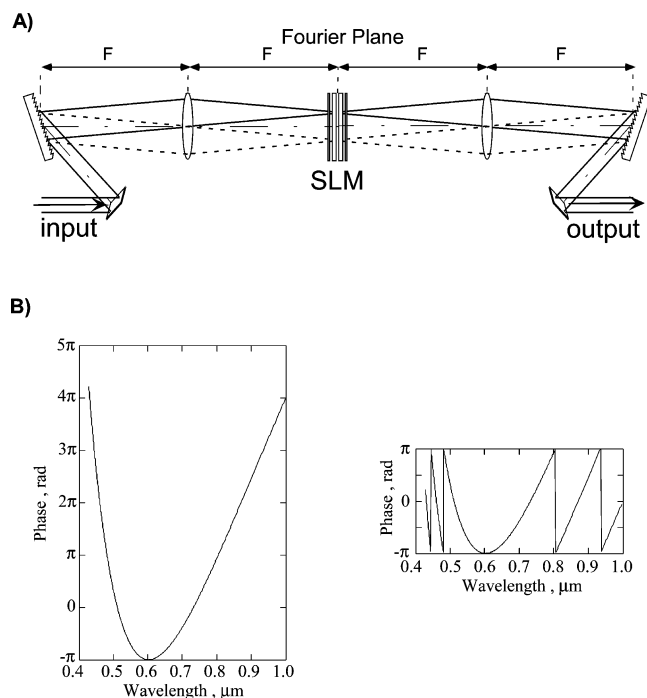 A)
Fourier Plane
F F F F
SLM
input output
B)
5π
4π
3π
2π
π
0
-π
Phase , rad
0.4 0.5 0.6 0.7 0.8 0.9 1.0
Wavelength , μm
π
0
-π
Phase , rad
0.4 0.5 0.6 0.7 0.8 0.9 1.0
Wavelength , μm